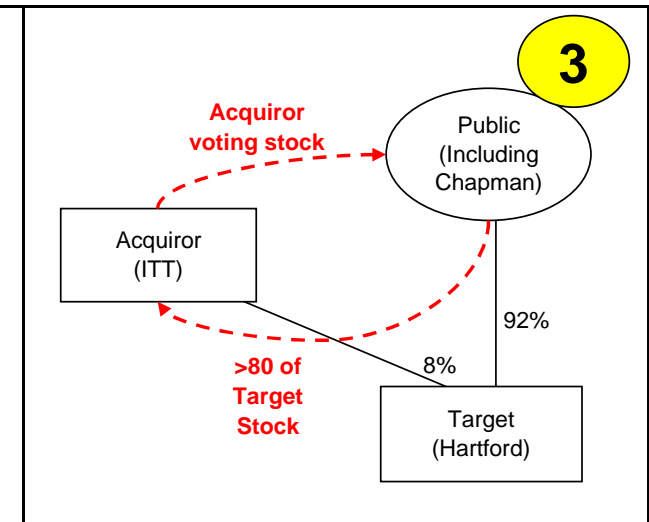 3
Acquiror
voting stock
Public
(Including
Chapman)
Acquiror
(ITT)
92%
8%
>80 of
Target
Stock
Target
(Hartford)